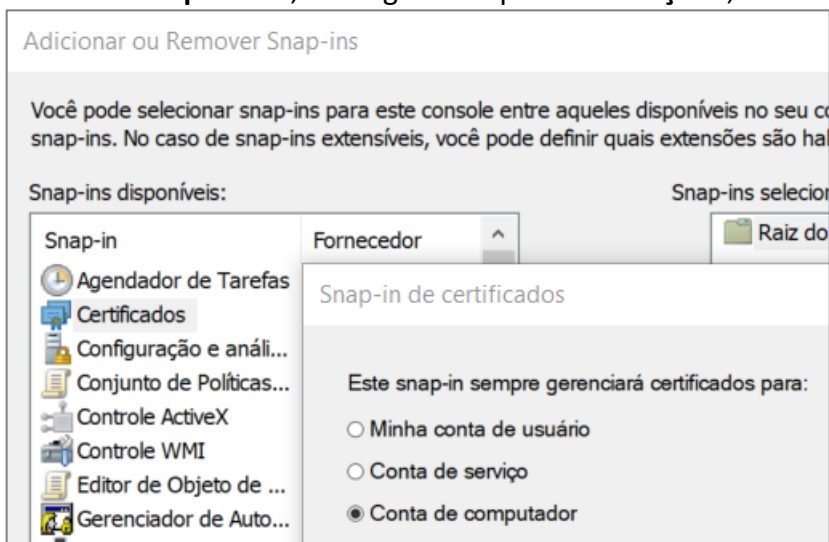 Adicionar ou Remover Snap-ins
Você pode selecionar snap-ins para este console entre aqueles disponíveis no seu
snap-ins. No caso de snap-ins extensíveis, você pode definir quais extensões são
Snap-ins disponíveis:
Snap-ins
Snap-in Fornecedor
Raiz do
Agendador de Tarefas
Certificados
Configuração e análi...
Conjunto de Políticas...
Controle ActiveX
Controle WMI
Editor de Objeto de ...
Gerenciador de Auto...
Snap-in de certificados
Este snap-in sempre gerenciará certificados para:
Minha conta de usuário
Conta de serviço
Conta de computador